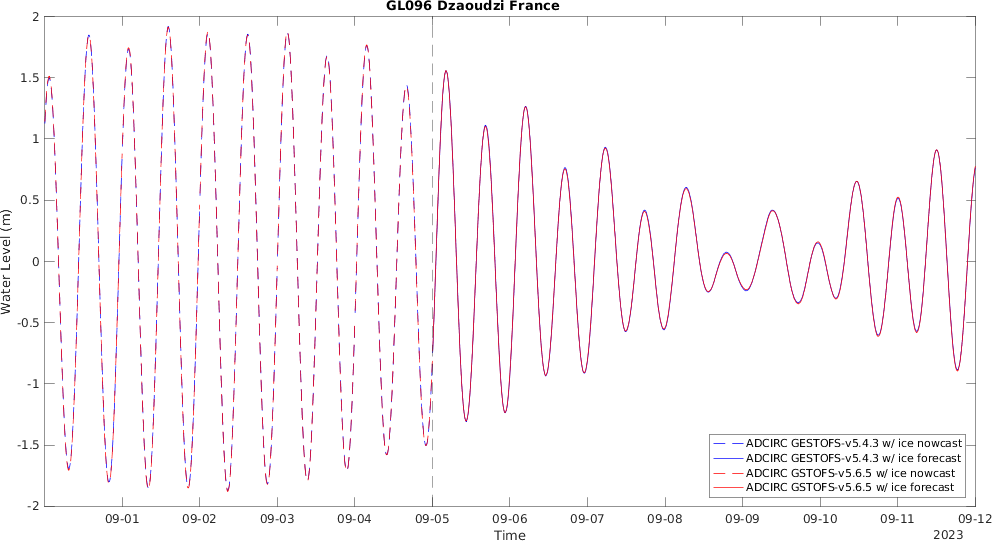 GL096 Dzaoudzi France
2
1.5
1
0.5
0
-0.5
-1
-1.5
-2
Water Level (m)
ADCIRC GESTOFS-v5.4.3 w/ ice nowcast
ADCIRC GESTOFS-v5.4.3 w/ ice forecast
ADCIRC GSTOFS-v5.6.5 w/ ice nowcast
ADCIRC GSTOFS-v5.6.5 w/ ice forecast
09-01 09-02 09-03 09-04 09-05 09-06 09-07 09-08 09-09 09-10 09-11 09-12
Time
2023